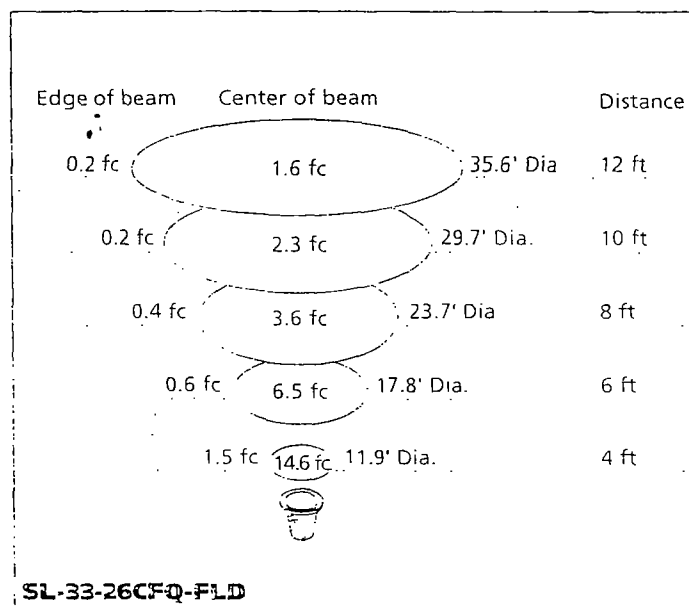 Edge of beam Center of beam Distance
0.2 fc 1.6 fc 35.6' Dia 12 ft
0.2 fc 2.3 fc 29.7' Dia. 10 ft
0.4 fc 3.6 fc 23.7' Dia 8 ft
0.6 fc 6.5 fc 17.8' Dia. 6 ft
1.5 fc 14.6 fc 11.9' Dia. 4 ft
SL-33-26CFQ-FLD